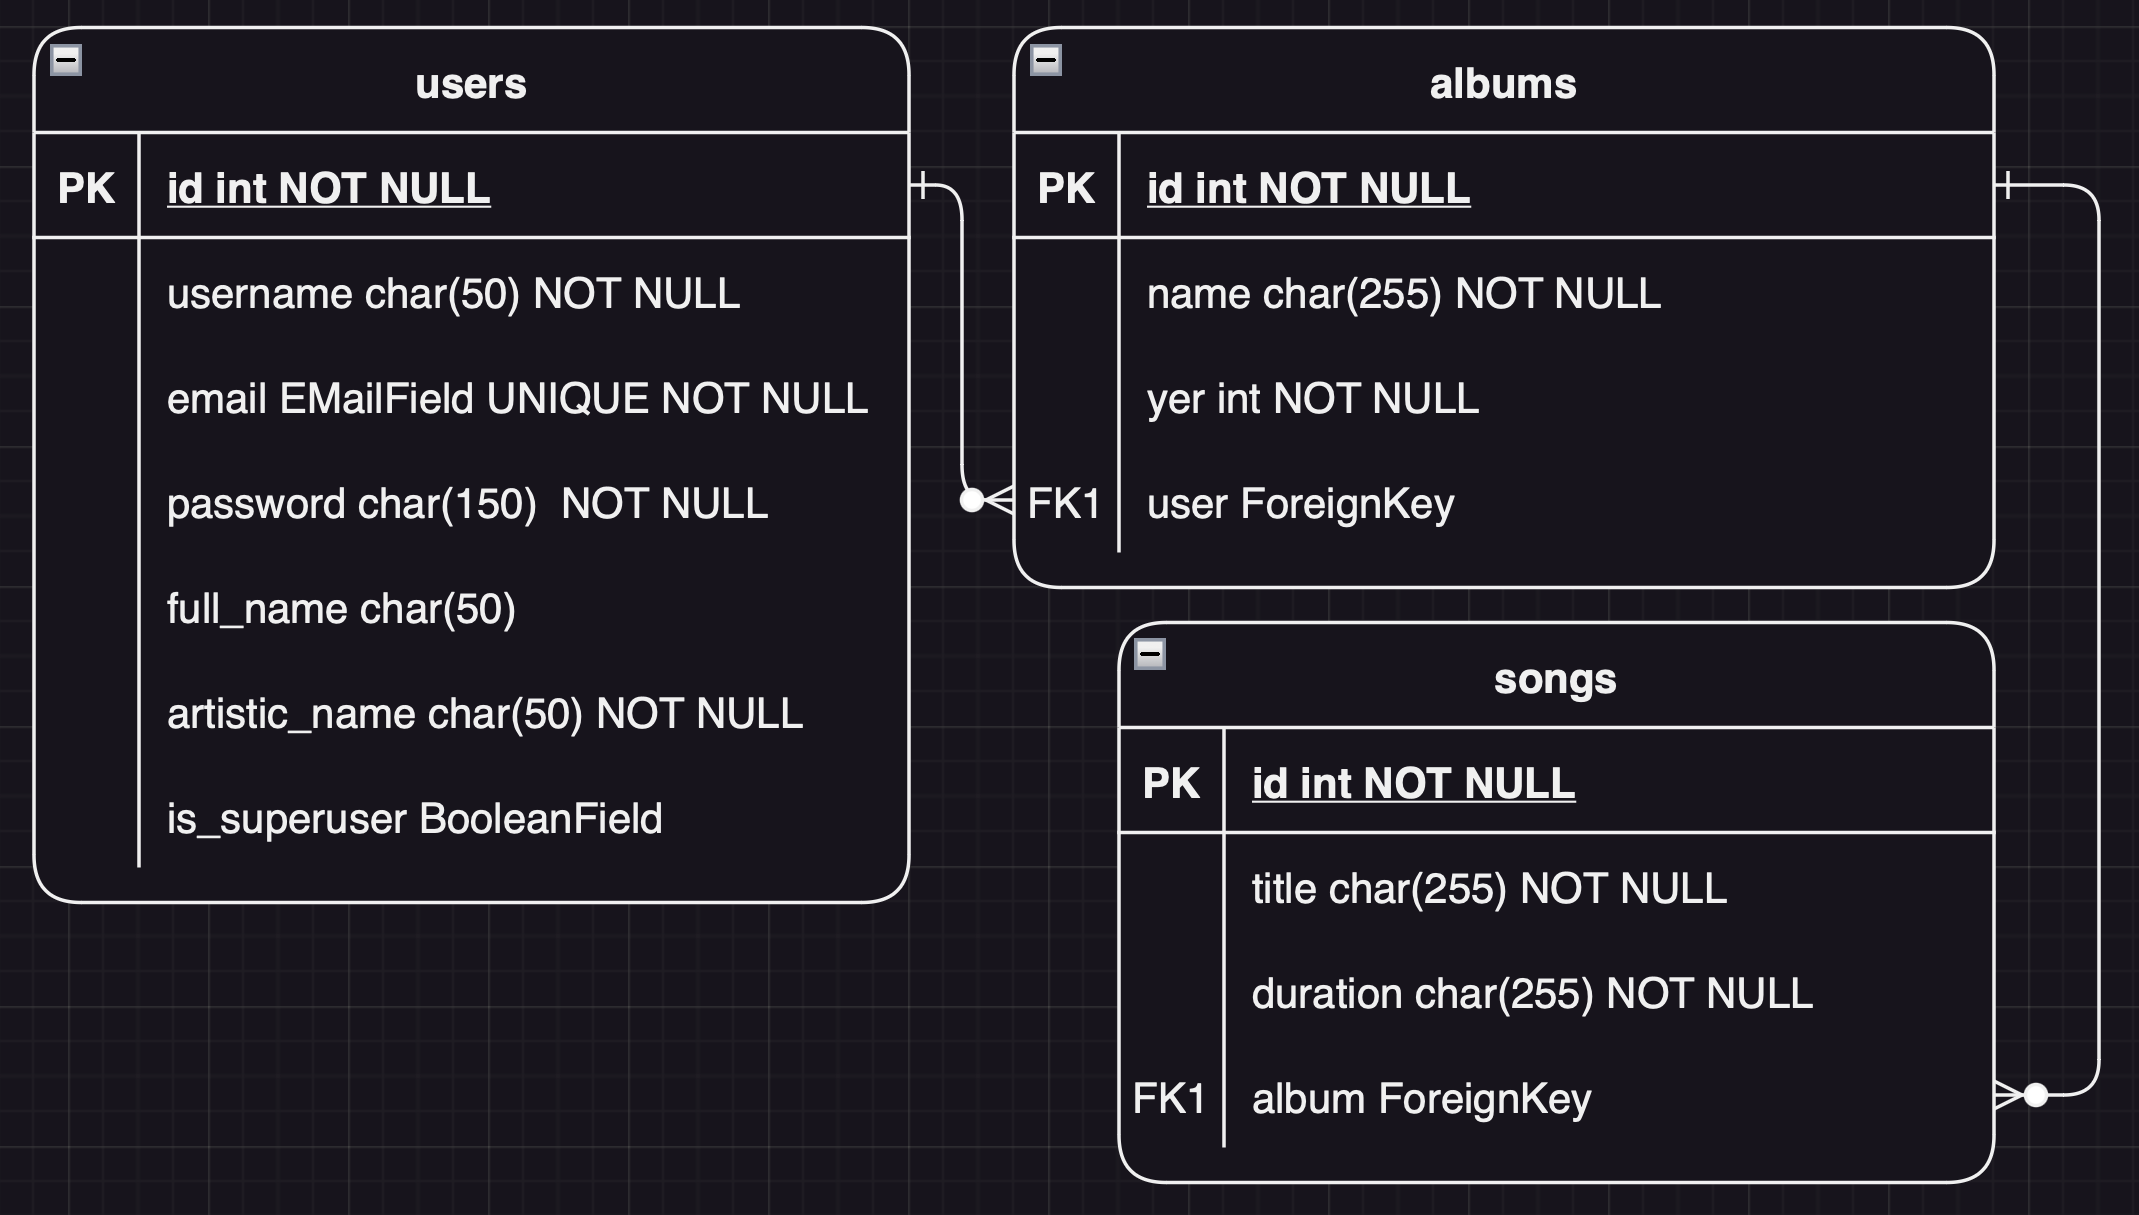 users
PK id int NOT NULL
username char(50) NOT NULL
email EMailField UNIQUE NOT NULL
password char(150)  NOT NULL
full_name char(50)
artistic_name char(50) NOT NULL
is_superuser BooleanField
albums
PK id int NOT NULL
name char(255) NOT NULL
yer int NOT NULL
FK1 user ForeignKey
songs
PK id int NOT NULL
title char(255) NOT NULL
duration char(255) NOT NULL
FK1 album ForeignKey